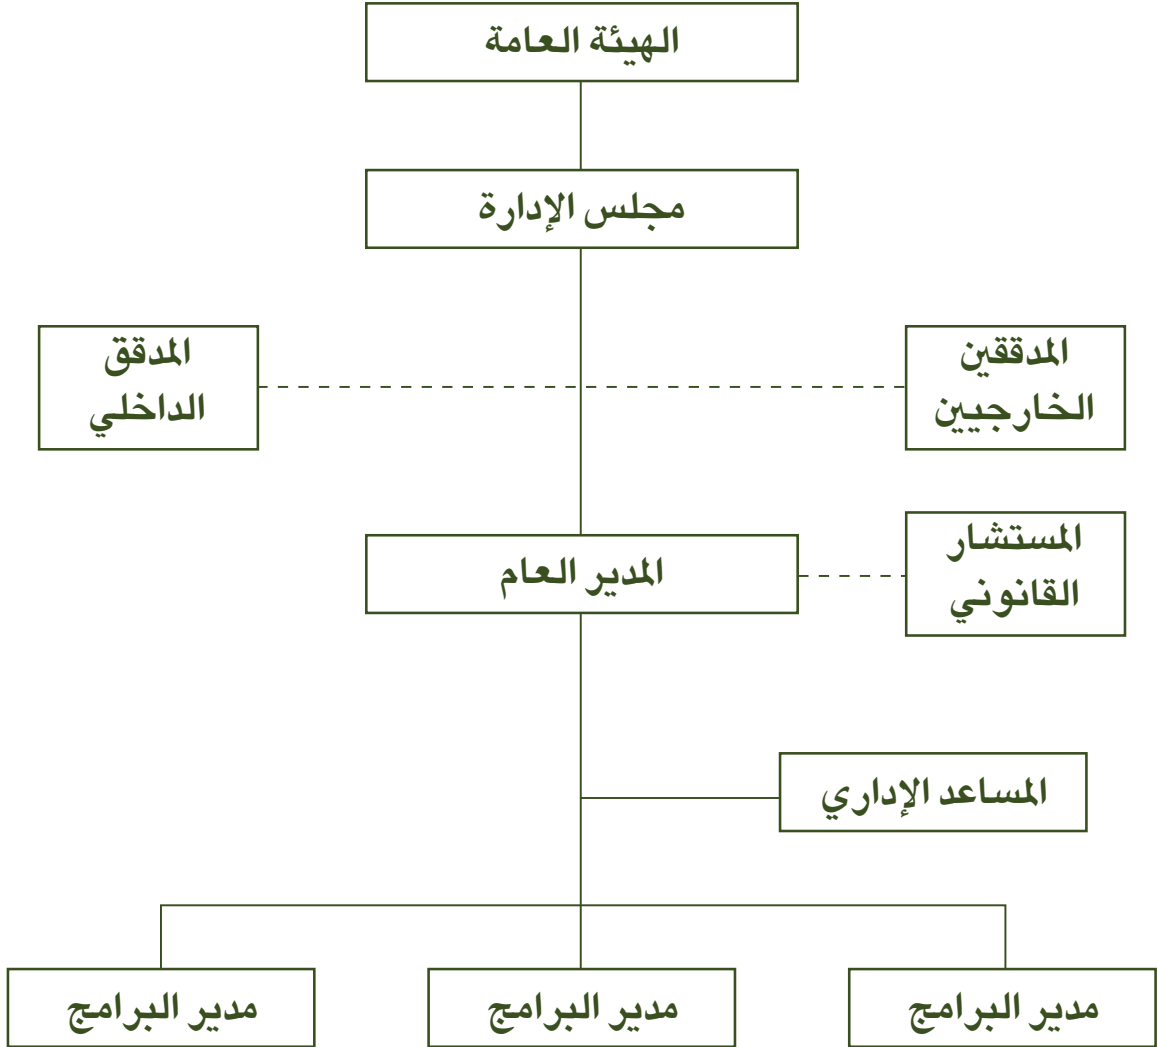 الهيئة العامة
مجلس الإدارة
المدققين
الخارجيين
المدقق
الداخلي
المستشار
القانوني
المدير العام
المساعد الإداري
مدير البرامج
مدير البرامج
مدير البرامج